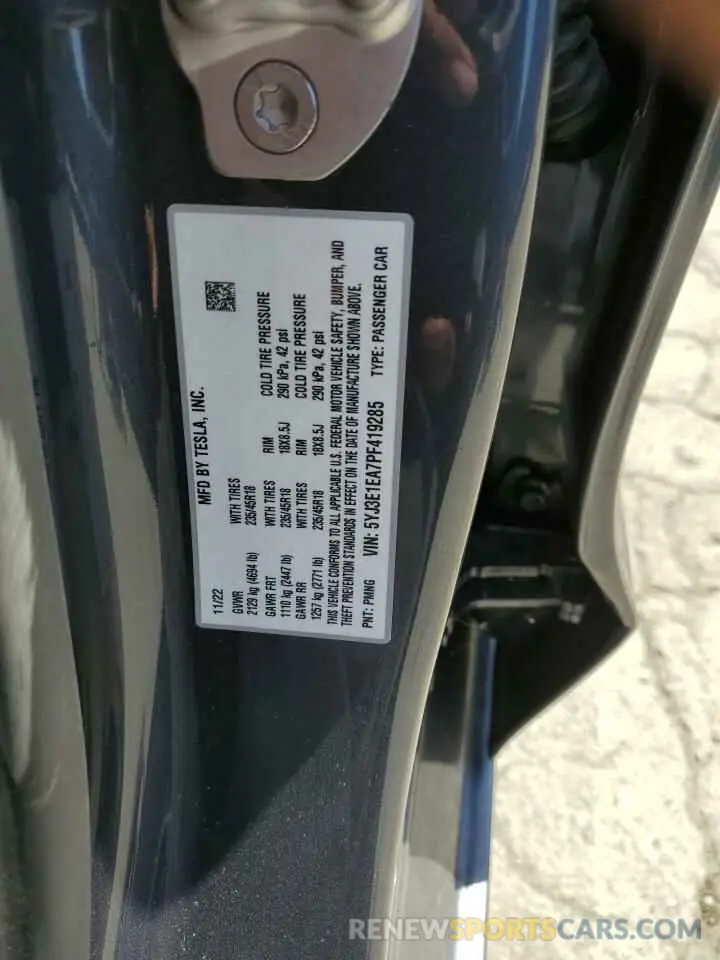 MFD BY TESLA, INC.
11/22
GVWR WITH TIRES RIM COLD TIRE PRESSURE
2129 kg (4694 lb) 235/45R18 18X8.5J 290 kPa, 42 psi
GAWR FRT WITH TIRES RIM COLD TIRE PRESSURE
1110 kg (2447 lb) 235/45R18 18X8.5J 290 kPa, 42 psi
GAWR RR WITH TIRES RIM COLD TIRE PRESSURE
1257 kg (2771 lb) 235/45R18
THIS VEHICLE CONFORMS TO ALL APPLICABLE U.S. FEDERAL MOTOR VEHICLE SAFETY, BUMPER, AND
THEFT PREVENTION STANDARDS IN EFFECT ON THE DATE OF MANUFACTURE SHOWN ABOVE.
VIN: 5YJ3E1EA7PF419285 TYPE: PASSENGER CAR
PNT: PMNG
RENEWSPORTSCARS.COM